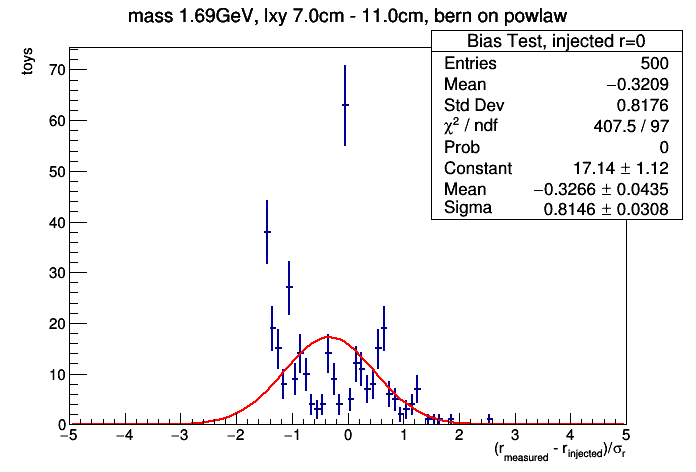 mass 1.69GeV, lxy 7.0cm - 11.0cm, bern on powlaw
Bias Test, injected r=0
Entries 500
Mean −0.3209
Std Dev 0.8176
χ² / ndf 407.5 / 97
Prob 0
Constant 17.14 ± 1.12
Mean −0.3266 ± 0.0435
Sigma 0.8146 ± 0.0308
toys
70
60
50
40
30
20
10
0
−5 −4 −3 −2 −1 0 1 2 3 4 5
(r_measured - r_injected)/σ_r